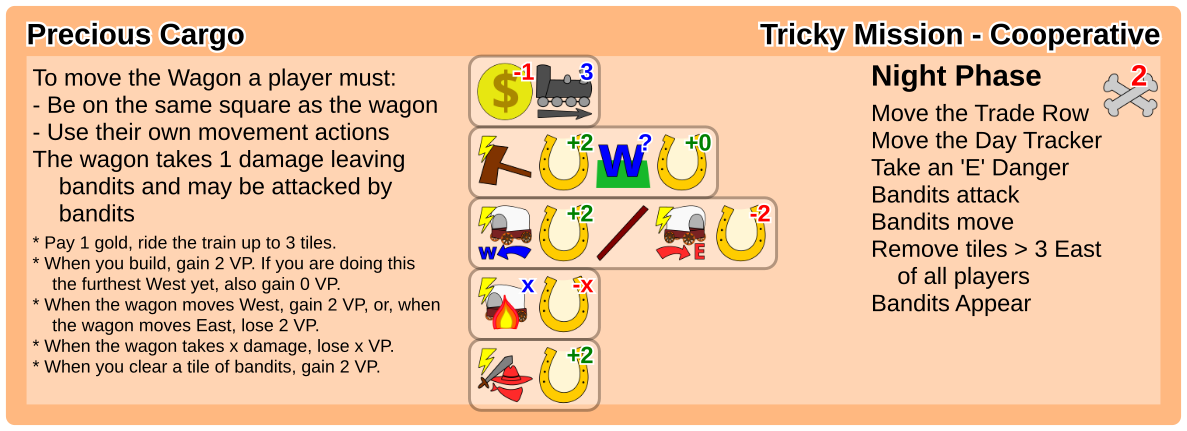 Precious Cargo
Tricky Mission - Cooperative
To move the Wagon a player must:
- Be on the same square as the wagon
- Use their own movement actions
The wagon takes 1 damage leaving
bandits and may be attacked by
bandits
* Pay 1 gold, ride the train up to 3 tiles.
* When you build, gain 2 VP. If you are doing this
the furthest West yet, also gain 0 VP.
* When the wagon moves West, gain 2 VP, or, when
the wagon moves East, lose 2 VP.
* When the wagon takes x damage, lose x VP.
* When you clear a tile of bandits, gain 2 VP.
$ -1 3
+2 W ? +0
W +2 E -2
x -x
+2
Night Phase
2
Move the Trade Row
Move the Day Tracker
Take an 'E' Danger
Bandits attack
Bandits move
Remove tiles > 3 East
of all players
Bandits Appear